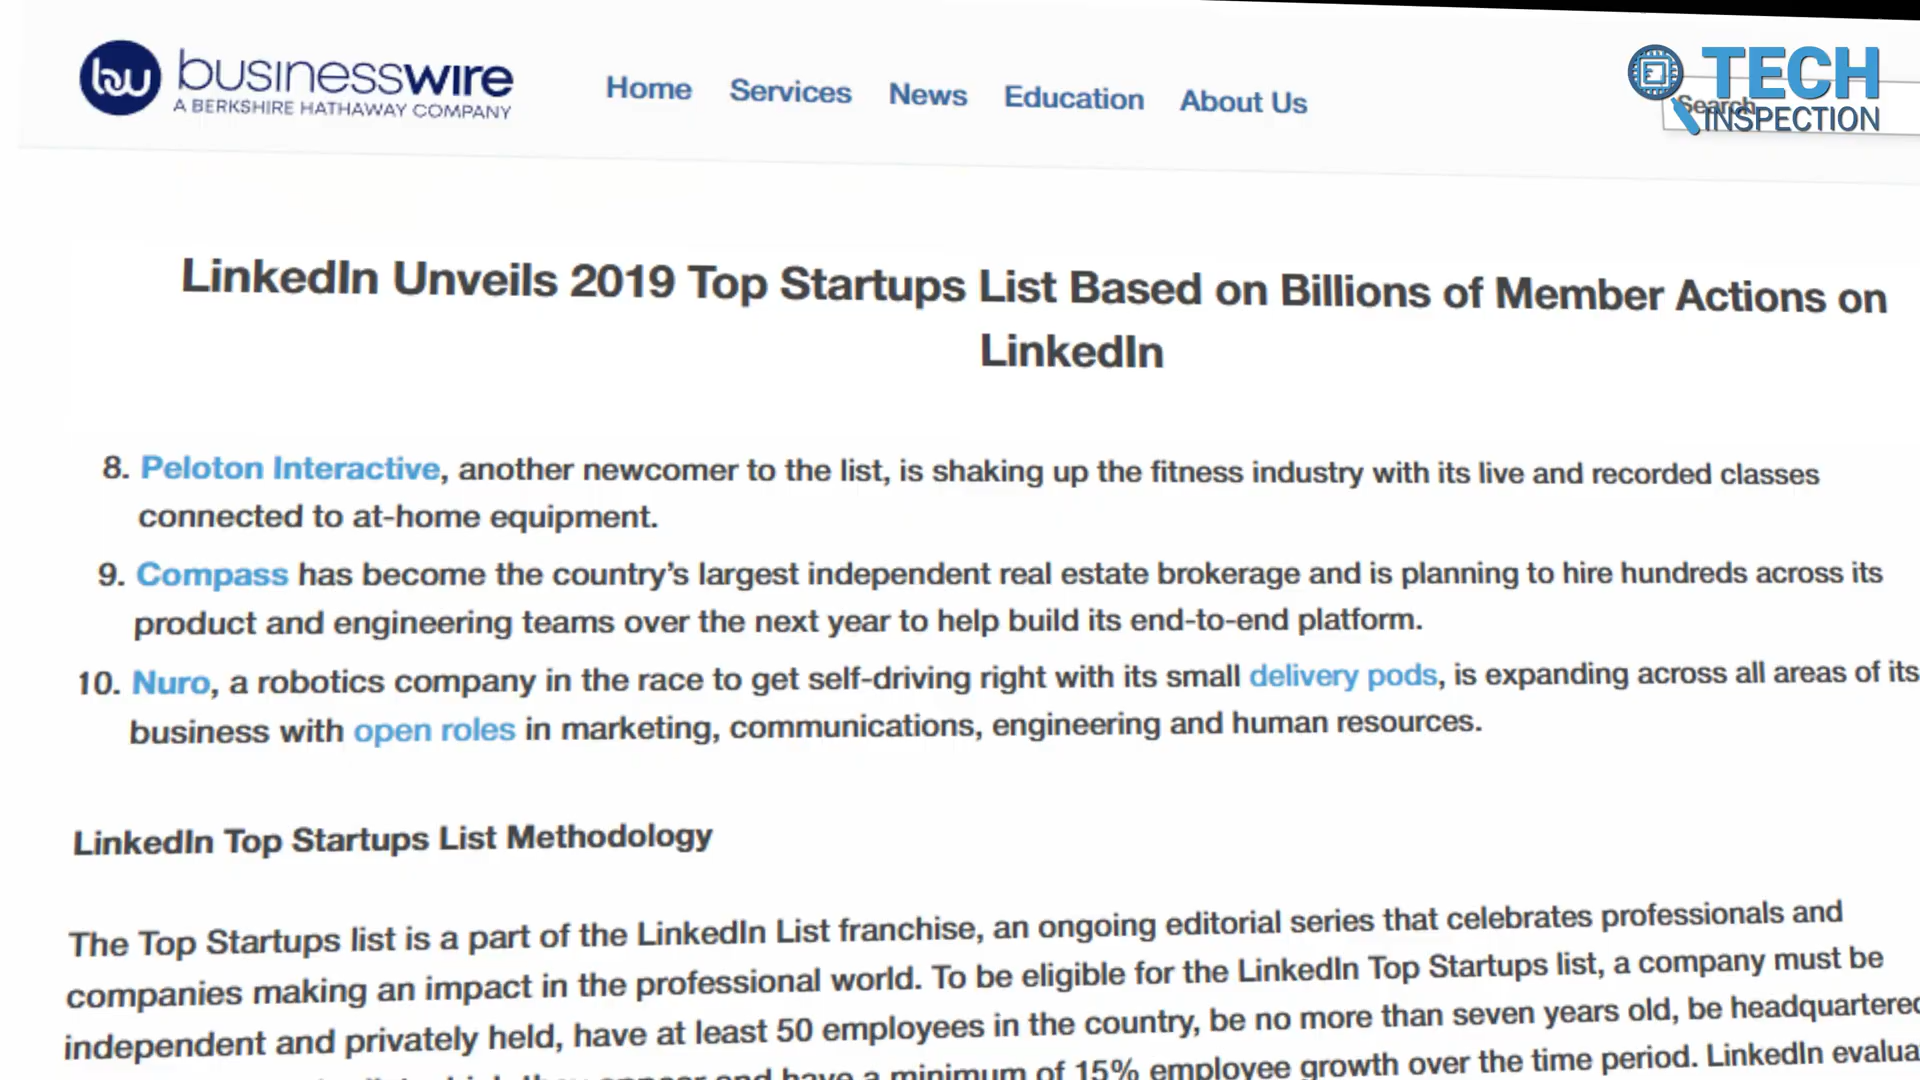 bw businesswire
A BERKSHIRE HATHAWAY COMPANY
Home Services News Education About Us
Search
TECH
INSPECTION
LinkedIn Unveils 2019 Top Startups List Based on Billions of Member Actions on
LinkedIn
8. Peloton Interactive, another newcomer to the list, is shaking up the fitness industry with its live and recorded classes
connected to at-home equipment.
9. Compass has become the country’s largest independent real estate brokerage and is planning to hire hundreds across its
product and engineering teams over the next year to help build its end-to-end platform.
10. Nuro, a robotics company in the race to get self-driving right with its small delivery pods, is expanding across all areas of its
business with open roles in marketing, communications, engineering and human resources.
LinkedIn Top Startups List Methodology
The Top Startups list is a part of the LinkedIn List franchise, an ongoing editorial series that celebrates professionals and
companies making an impact in the professional world. To be eligible for the LinkedIn Top Startups list, a company must be
independent and privately held, have at least 50 employees in the country, be no more than seven years old, be headquartered
and have a minimum of 15% employee growth over the time period. LinkedIn